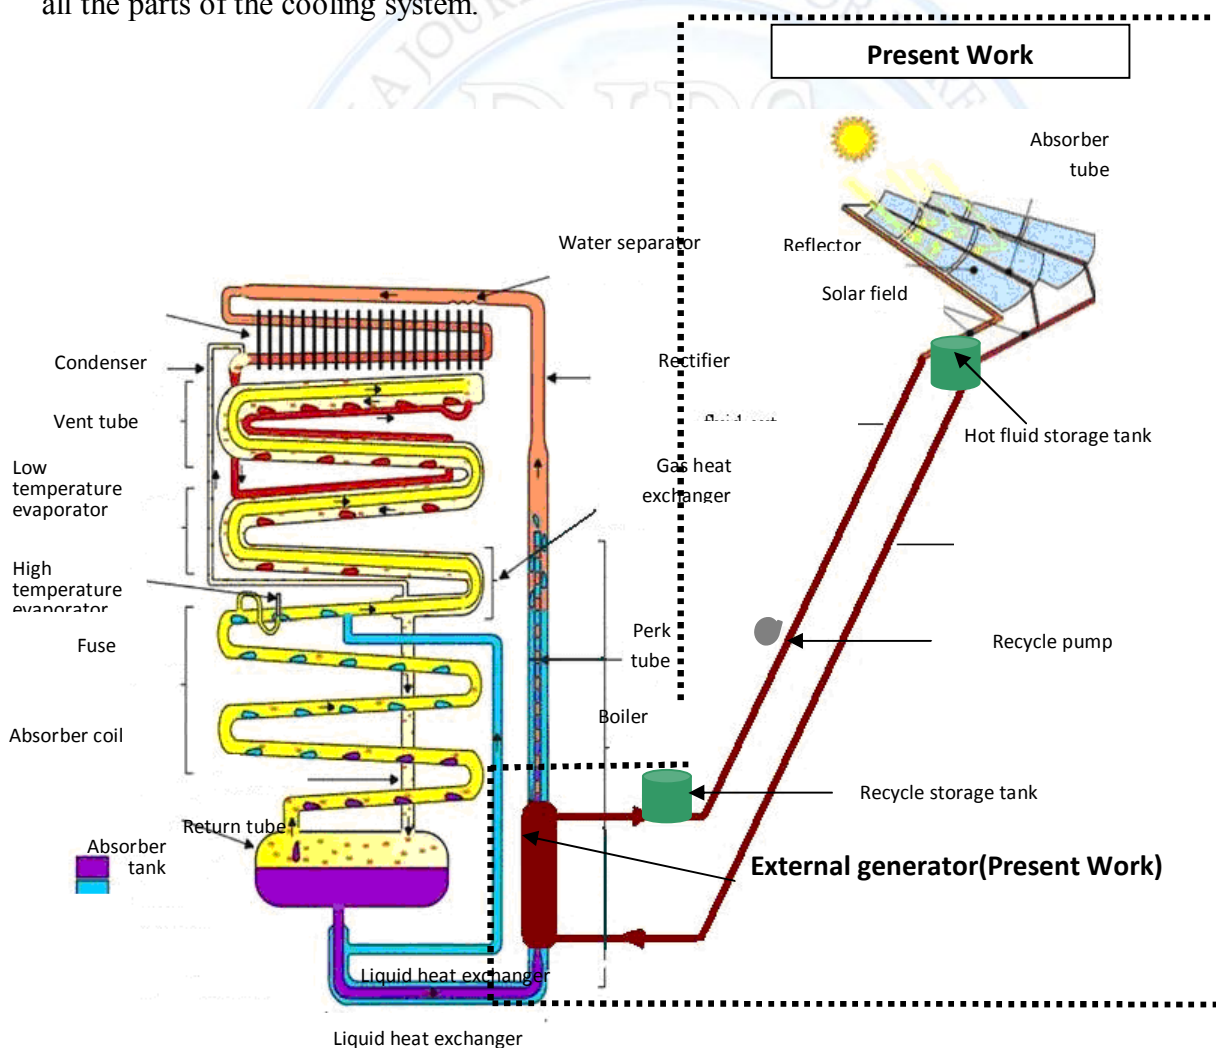 all the parts of the cooling system.
Present Work
Absorber
tube
Water separator
Reflector
Solar field
Condenser
Rectifier
Vent tube
Hot fluid storage tank
Low
temperature
evaporator
Gas heat
exchanger
High
temperature
evaporator
Fuse
Perk
tube
Recycle pump
Boiler
Absorber coil
Recycle storage tank
Return tube
Absorber
tank
External generator(Present Work)
Liquid heat exchanger
Liquid heat exchanger